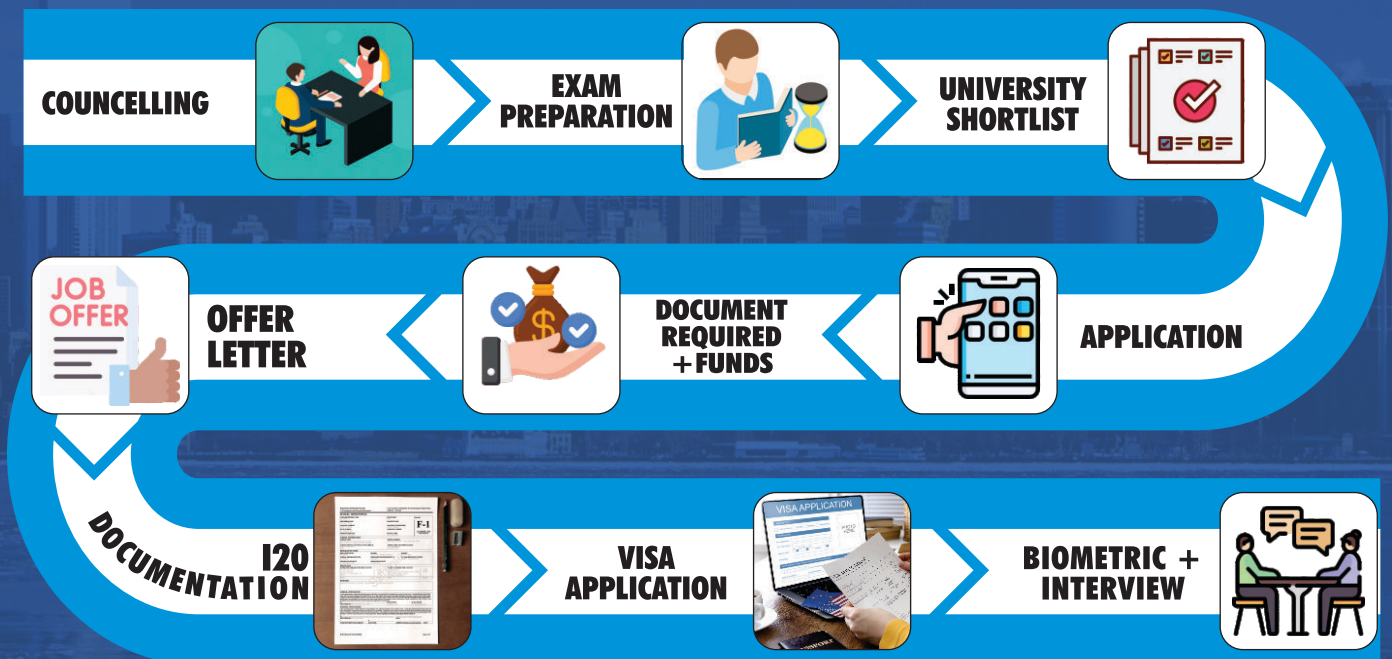 COUNCELLING
EXAM
PREPARATION
UNIVERSITY
SHORTLIST
APPLICATION
DOCUMENT
REQUIRED
+FUNDS
JOB
OFFER
OFFER
LETTER
I20
DOCUMENTATION
F-1
VISA
APPLICATION
VISA APPLICATION
BIOMETRIC +
INTERVIEW